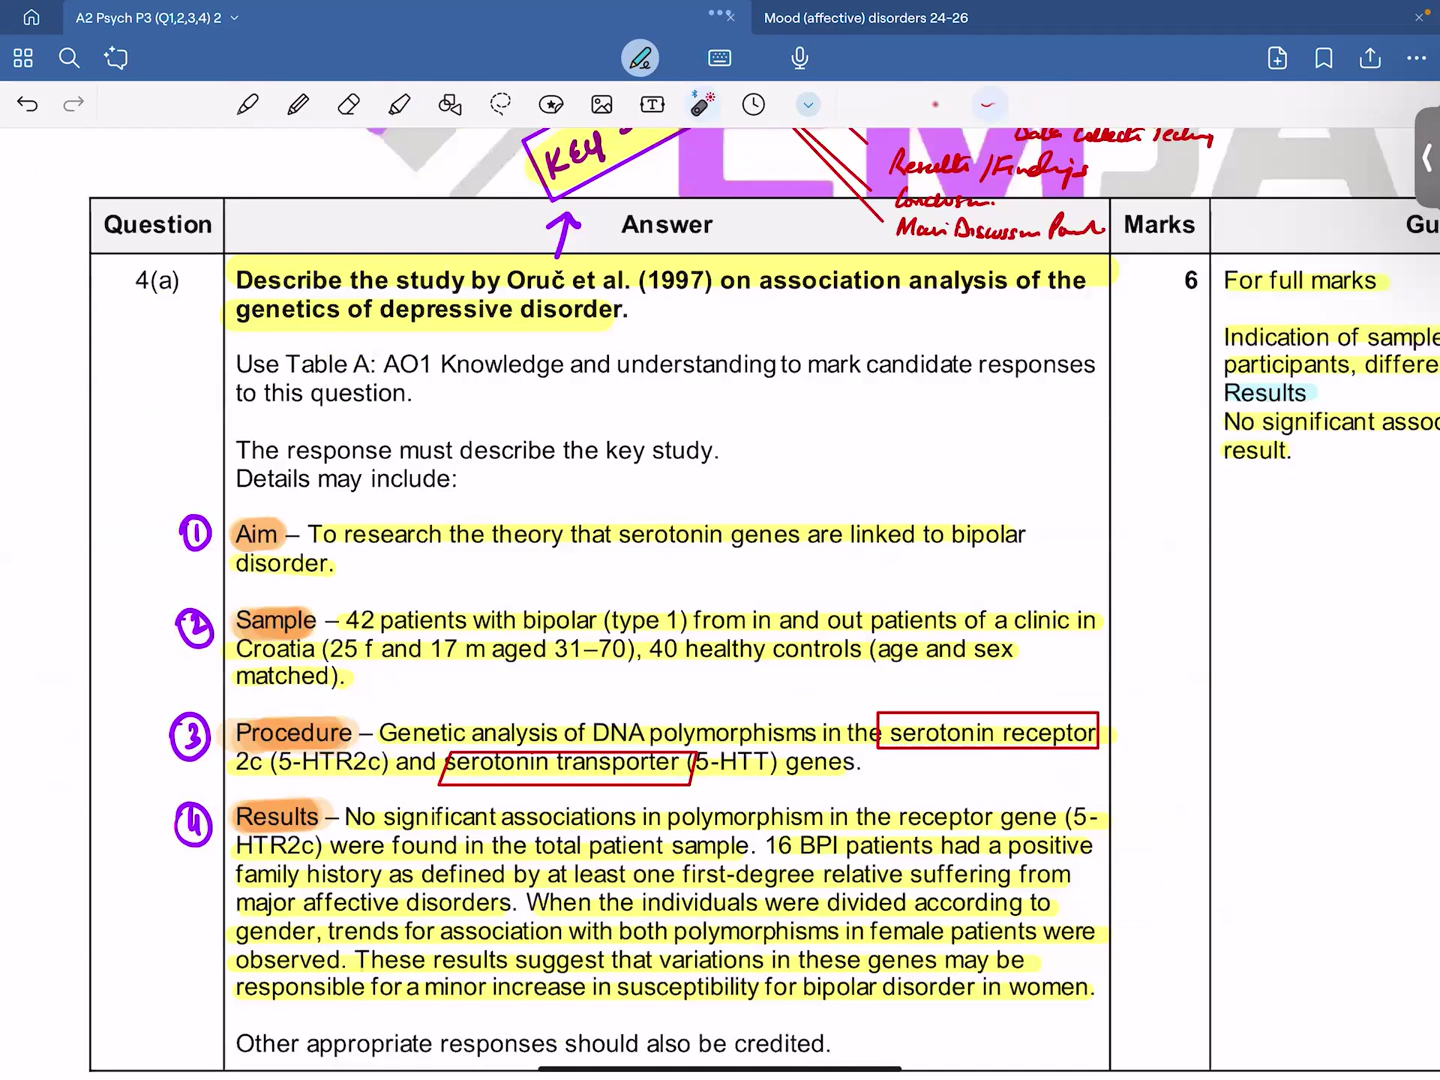 A2 Psych P3 (Q1,2,3,4) 2
Mood (affective) disorders 24-26
KEY
Data Collect
Results / Findings
Conclusion.
Main Discussion
Question
Answer
Marks
Gu
4(a)
Describe the study by Oruč et al. (1997) on association analysis of the
genetics of depressive disorder.
6
For full marks
Use Table A: AO1 Knowledge and understanding to mark candidate responses
to this question.
Indication of sample
participants, differe
Results
No significant assoc
result.
The response must describe the key study.
Details may include:
1
Aim – To research the theory that serotonin genes are linked to bipolar
disorder.
2
Sample – 42 patients with bipolar (type 1) from in and out patients of a clinic in
Croatia (25 f and 17 m aged 31–70), 40 healthy controls (age and sex
matched).
3
Procedure – Genetic analysis of DNA polymorphisms in the serotonin receptor
2c (5-HTR2c) and serotonin transporter (5-HTT) genes.
4
Results – No significant associations in polymorphism in the receptor gene (5-
HTR2c) were found in the total patient sample. 16 BPI patients had a positive
family history as defined by at least one first-degree relative suffering from
major affective disorders. When the individuals were divided according to
gender, trends for association with both polymorphisms in female patients were
observed. These results suggest that variations in these genes may be
responsible for a minor increase in susceptibility for bipolar disorder in women.
Other appropriate responses should also be credited.